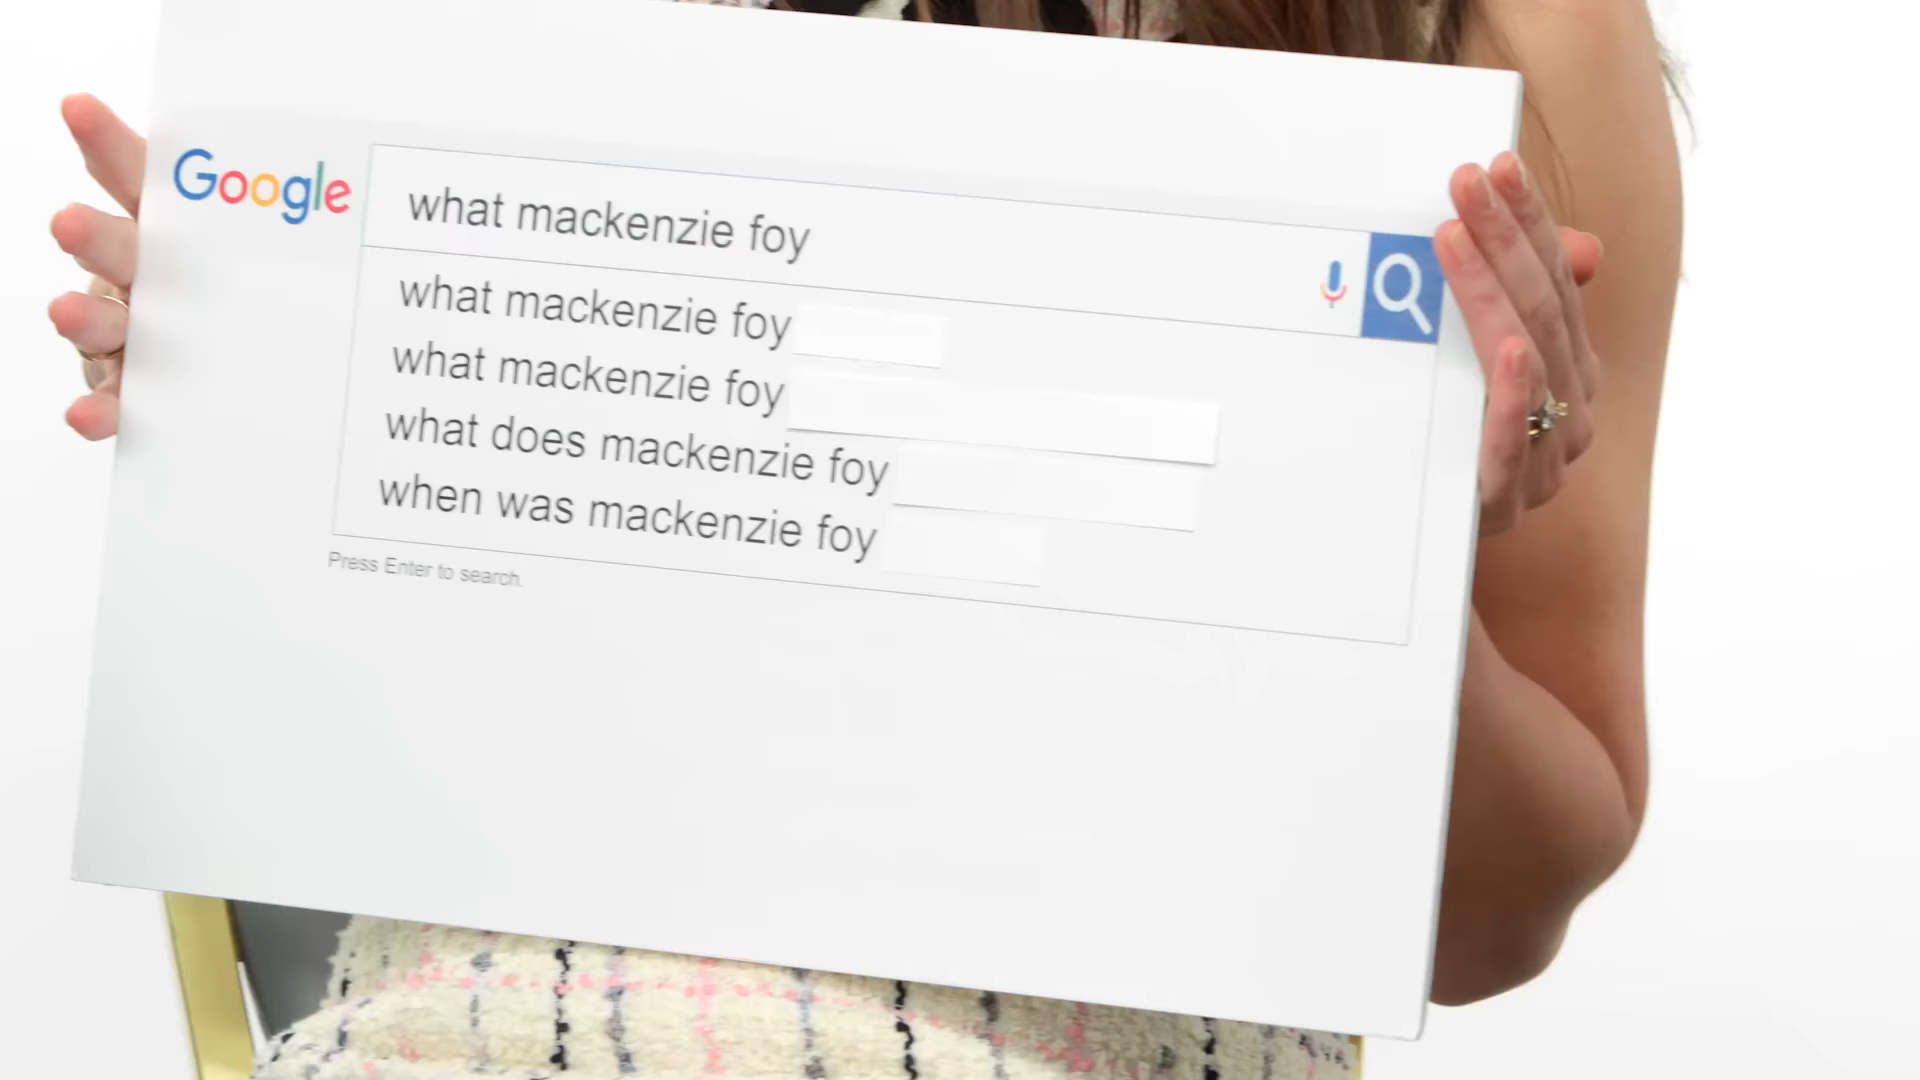 Google
what mackenzie foy
what mackenzie foy
what mackenzie foy
what does mackenzie foy
when was mackenzie foy
Press Enter to search.